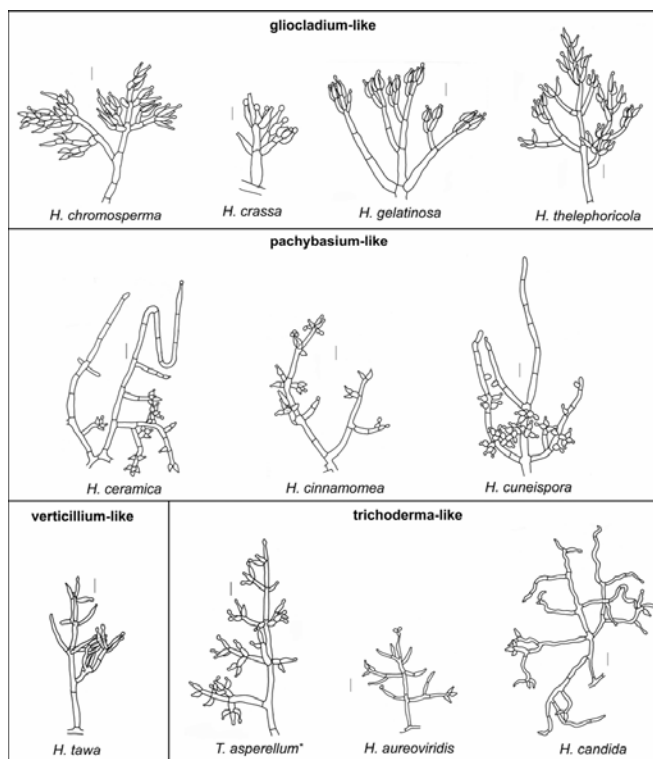 gliocladium-like
H. chromosperma
H. crassa
H. gelatinosa
H. thelephoricola
pachybasium-like
H. ceramica
H. cinnamomea
H. cuneispora
verticillium-like
H. tawa
trichoderma-like
T. asperellum*
H. aureoviridis
H. candida